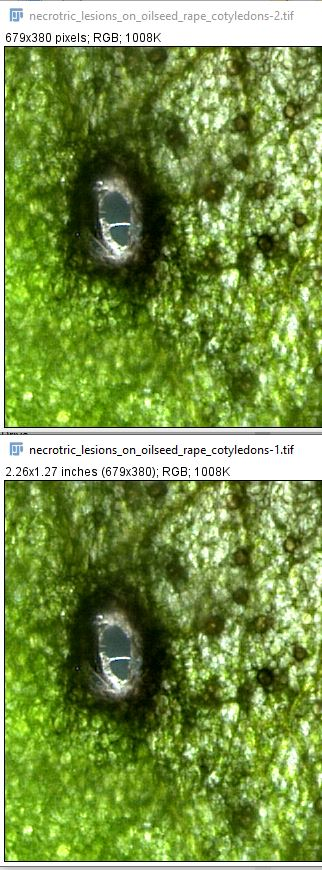 necrotric_lesions_on_oilseed_rape_cotyledons-2.tif
679x380 pixels; RGB; 1008K
necrotric_lesions_on_oilseed_rape_cotyledons-1.tif
2.26x1.27 inches (679x380); RGB; 1008K